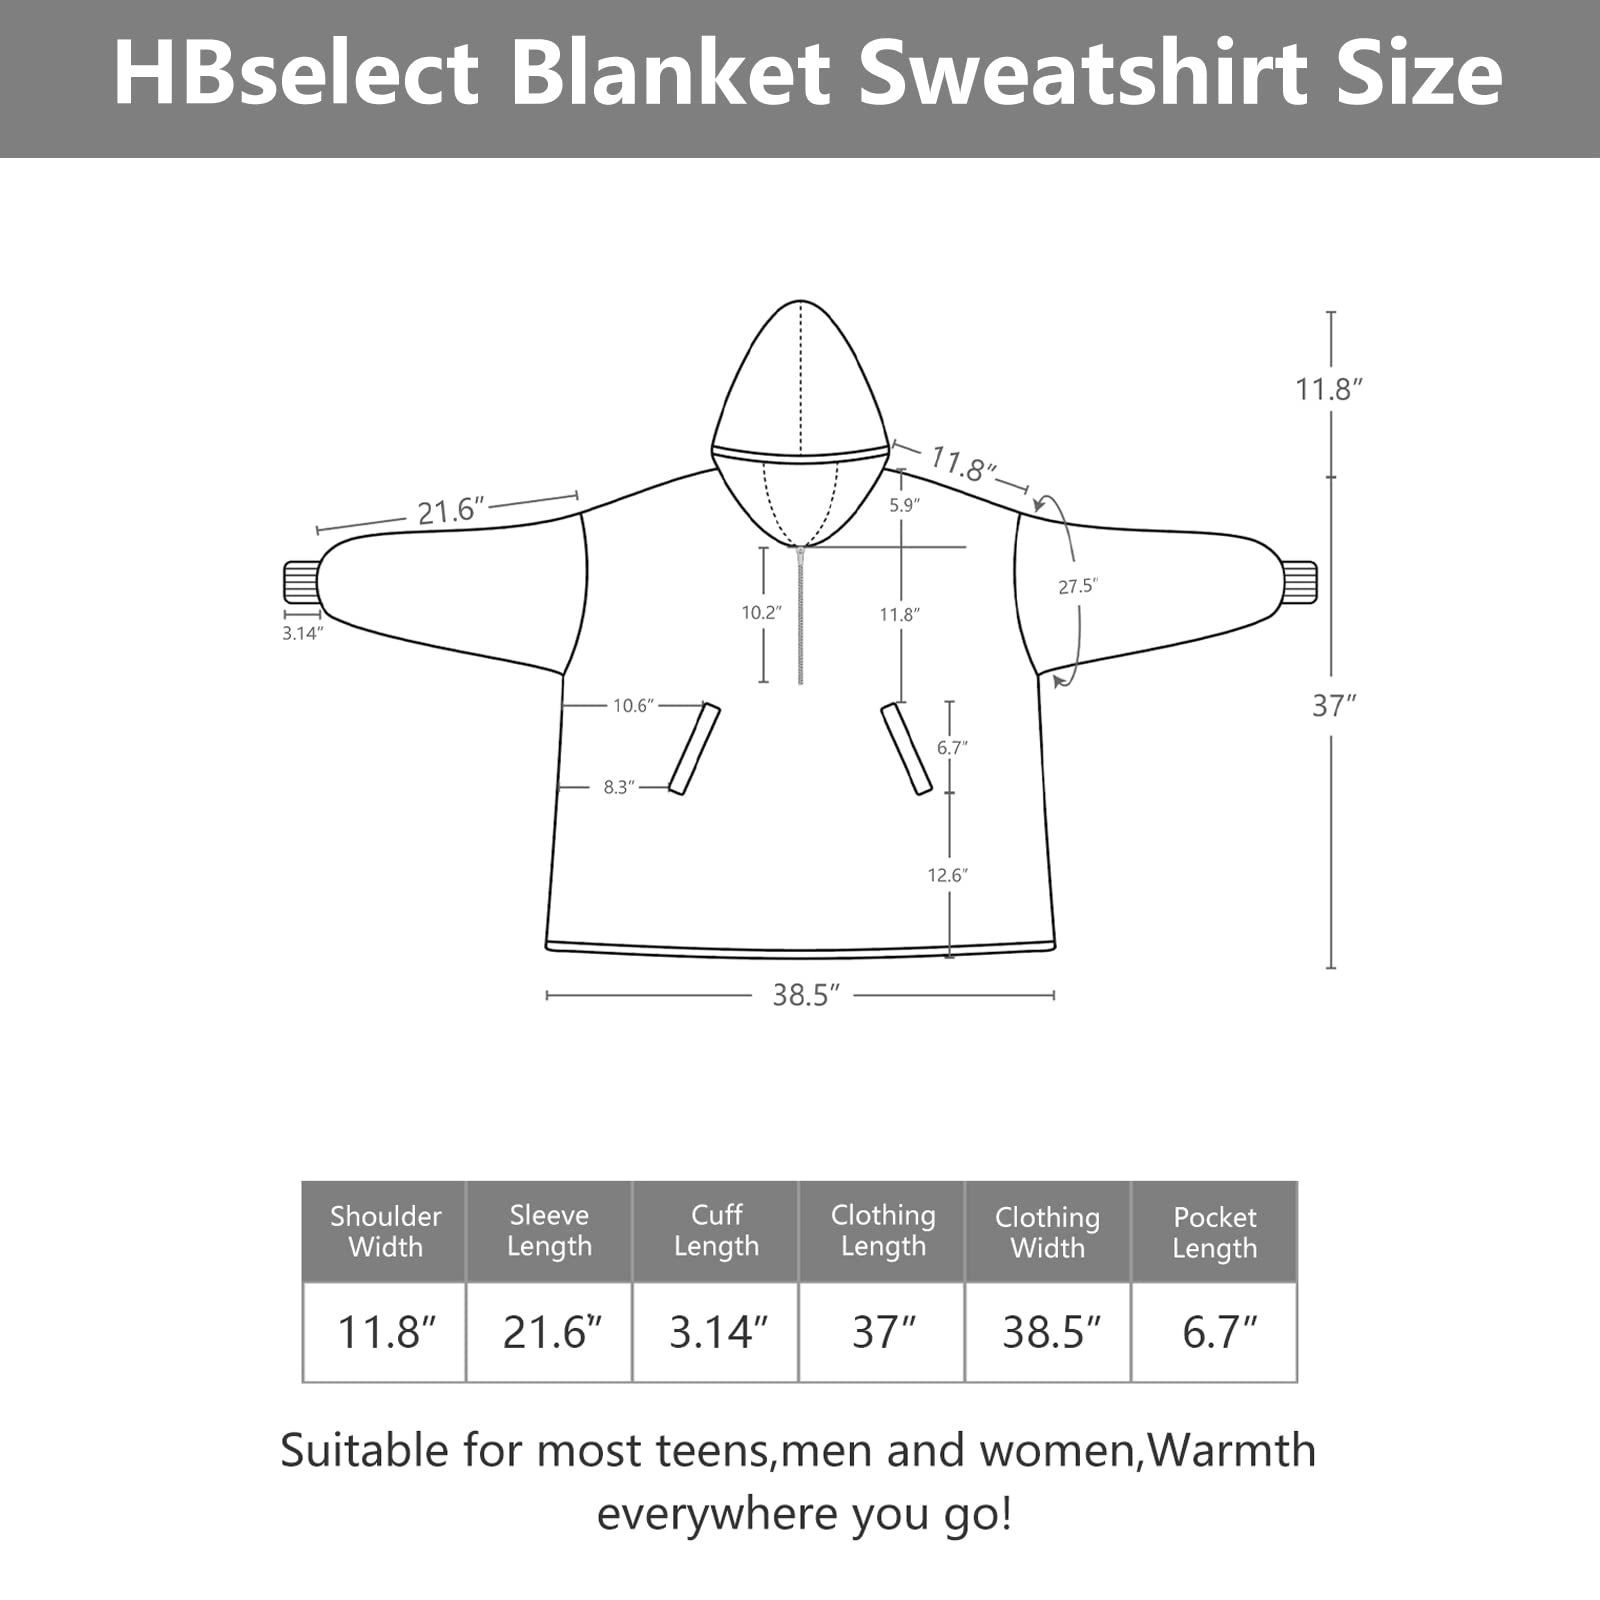 HBselect Blanket Sweatshirt Size
11.8″
11.8″
21.6″
5.9″
27.5″
10.2″
11.8″
3.14″
10.6″
37″
6.7″
8.3″
12.6″
38.5″
Shoulder Width
Sleeve Length
Cuff Length
Clothing Length
Clothing Width
Pocket Length
11.8″
21.6″
3.14″
37″
38.5″
6.7″
Suitable for most teens,men and women,Warmth
everywhere you go!